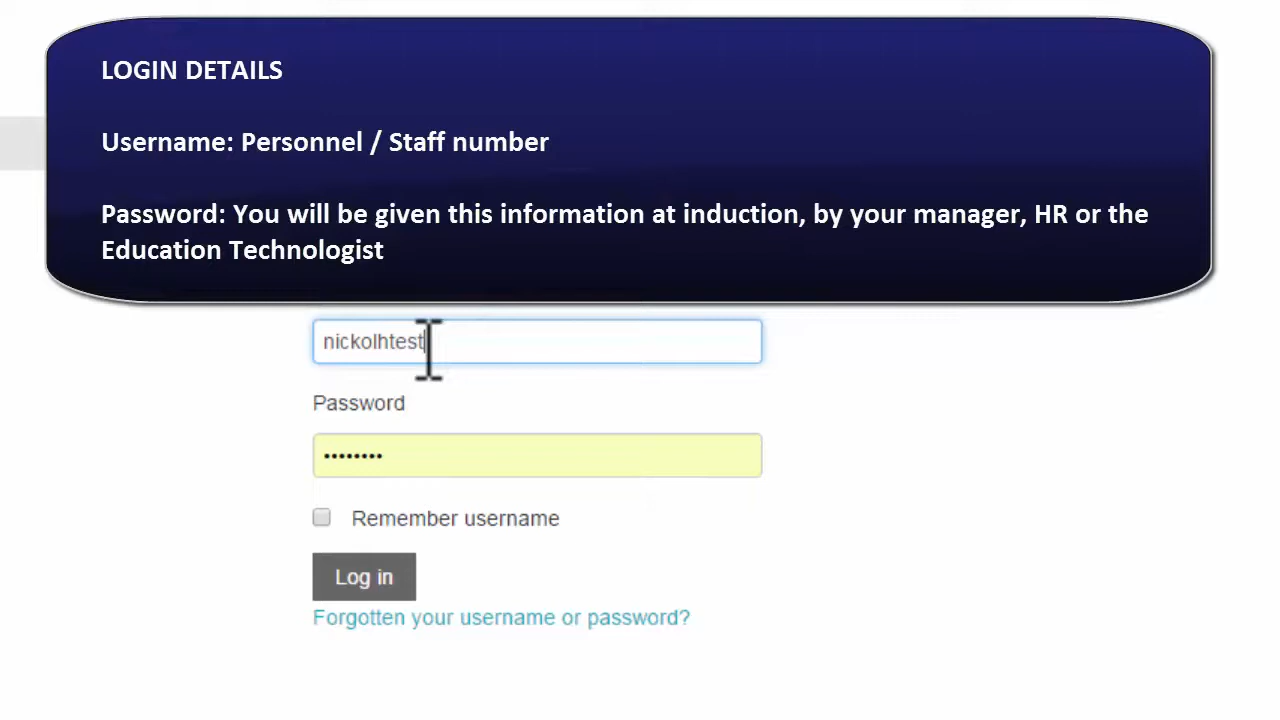 LOGIN DETAILS
Username: Personnel / Staff number
Password: You will be given this information at induction, by your manager, HR or the
Education Technologist
nickolhtest
Password
••••••••
Remember username
Log in
Forgotten your username or password?